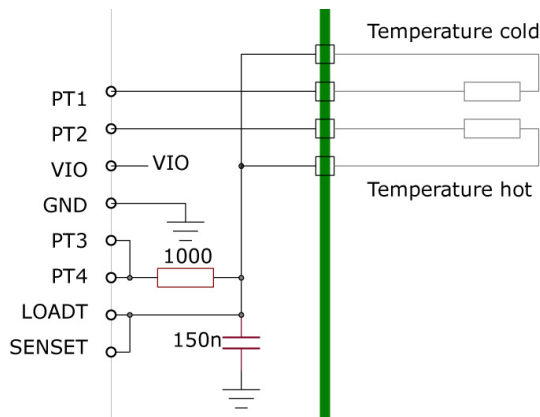 Temperature cold
PT1
PT2
VIO VIO
Temperature hot
GND
PT3
1000
PT4
LOADT
150n
SENSET